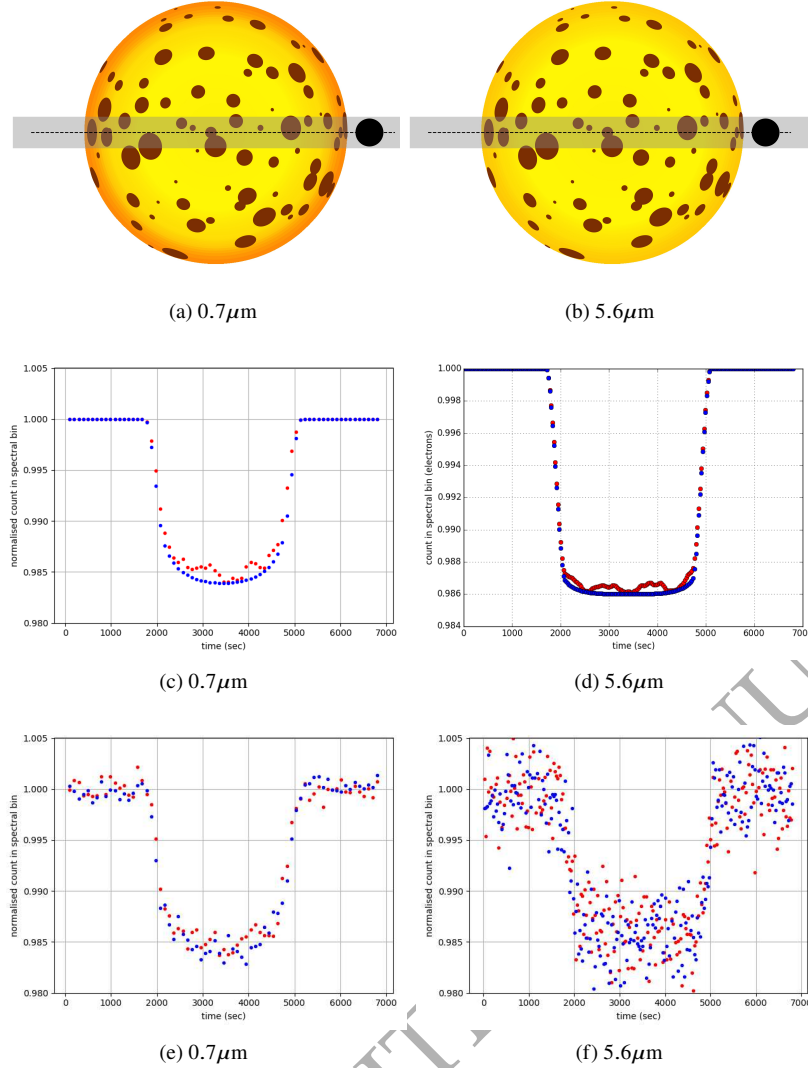 (a) 0.7μm
(b) 5.6μm
1.005
1.000
0.995
0.990
0.985
0.980
normalised count in spectral bin
0 1000 2000 3000 4000 5000 6000 7000
time (sec)
(c) 0.7μm
1.000
0.998
0.996
0.994
0.992
0.990
0.988
0.986
0.984
count in spectral bin (electrons)
0 1000 2000 3000 4000 5000 6000 700
time (sec)
(d) 5.6μm
1.005
1.000
0.995
0.990
0.985
0.980
normalised count in spectral bin
0 1000 2000 3000 4000 5000 6000 7000
time (sec)
(e) 0.7μm
1.005
1.000
0.995
0.990
0.985
0.980
normalised count in spectral bin
0 1000 2000 3000 4000 5000 6000 7000
time (sec)
(f) 5.6μm